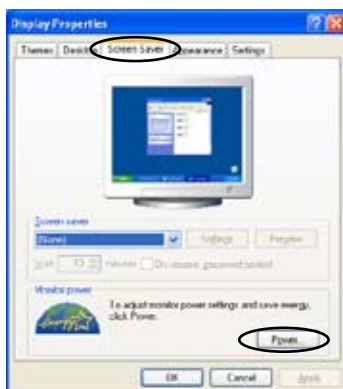 Display Properties
Themes Desktop Screen Saver Appearance Settings
Screen saver
(None) Settings Preview
Wait: minutes On resume, password protect
Monitor power
To adjust monitor power settings and save energy,
click Power.
Power...
OK Cancel Apply